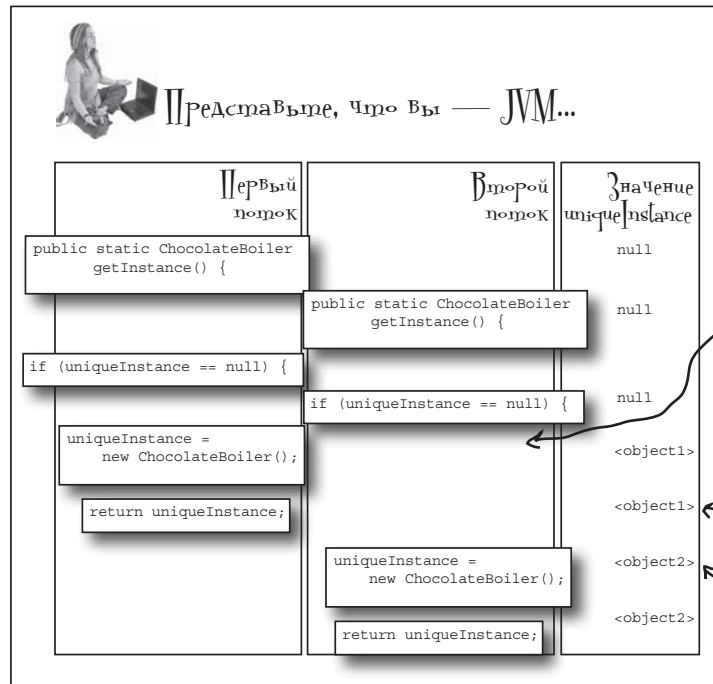 Представьте, что вы — JVM...
Первый
поток
Второй
поток
Значение
uniqueInstance
public static ChocolateBoiler
getInstance() {
null
public static ChocolateBoiler
getInstance() {
null
if (uniqueInstance == null) {
if (uniqueInstance == null) {
null
uniqueInstance =
new ChocolateBoiler();
<object1>
return uniqueInstance;
<object1>
uniqueInstance =
new ChocolateBoiler();
<object2>
return uniqueInstance;
<object2>